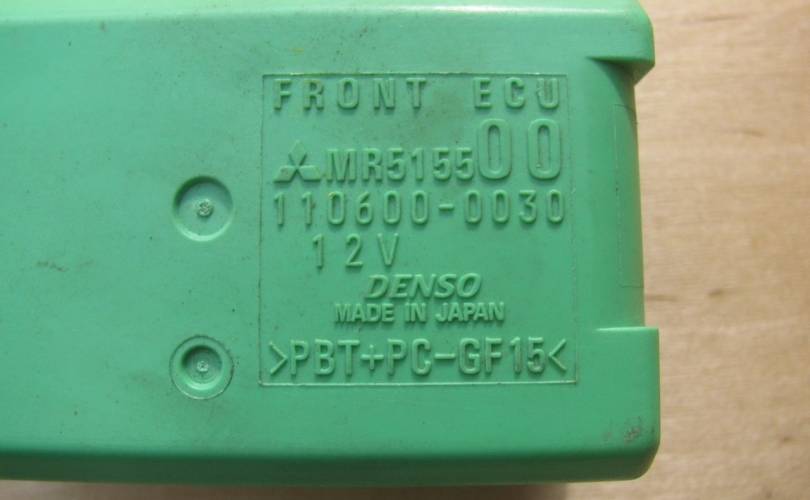 FRONT ECU
MR515500
110600-0030
12V
DENSO
MADE IN JAPAN
>PBT+PC-GF15<